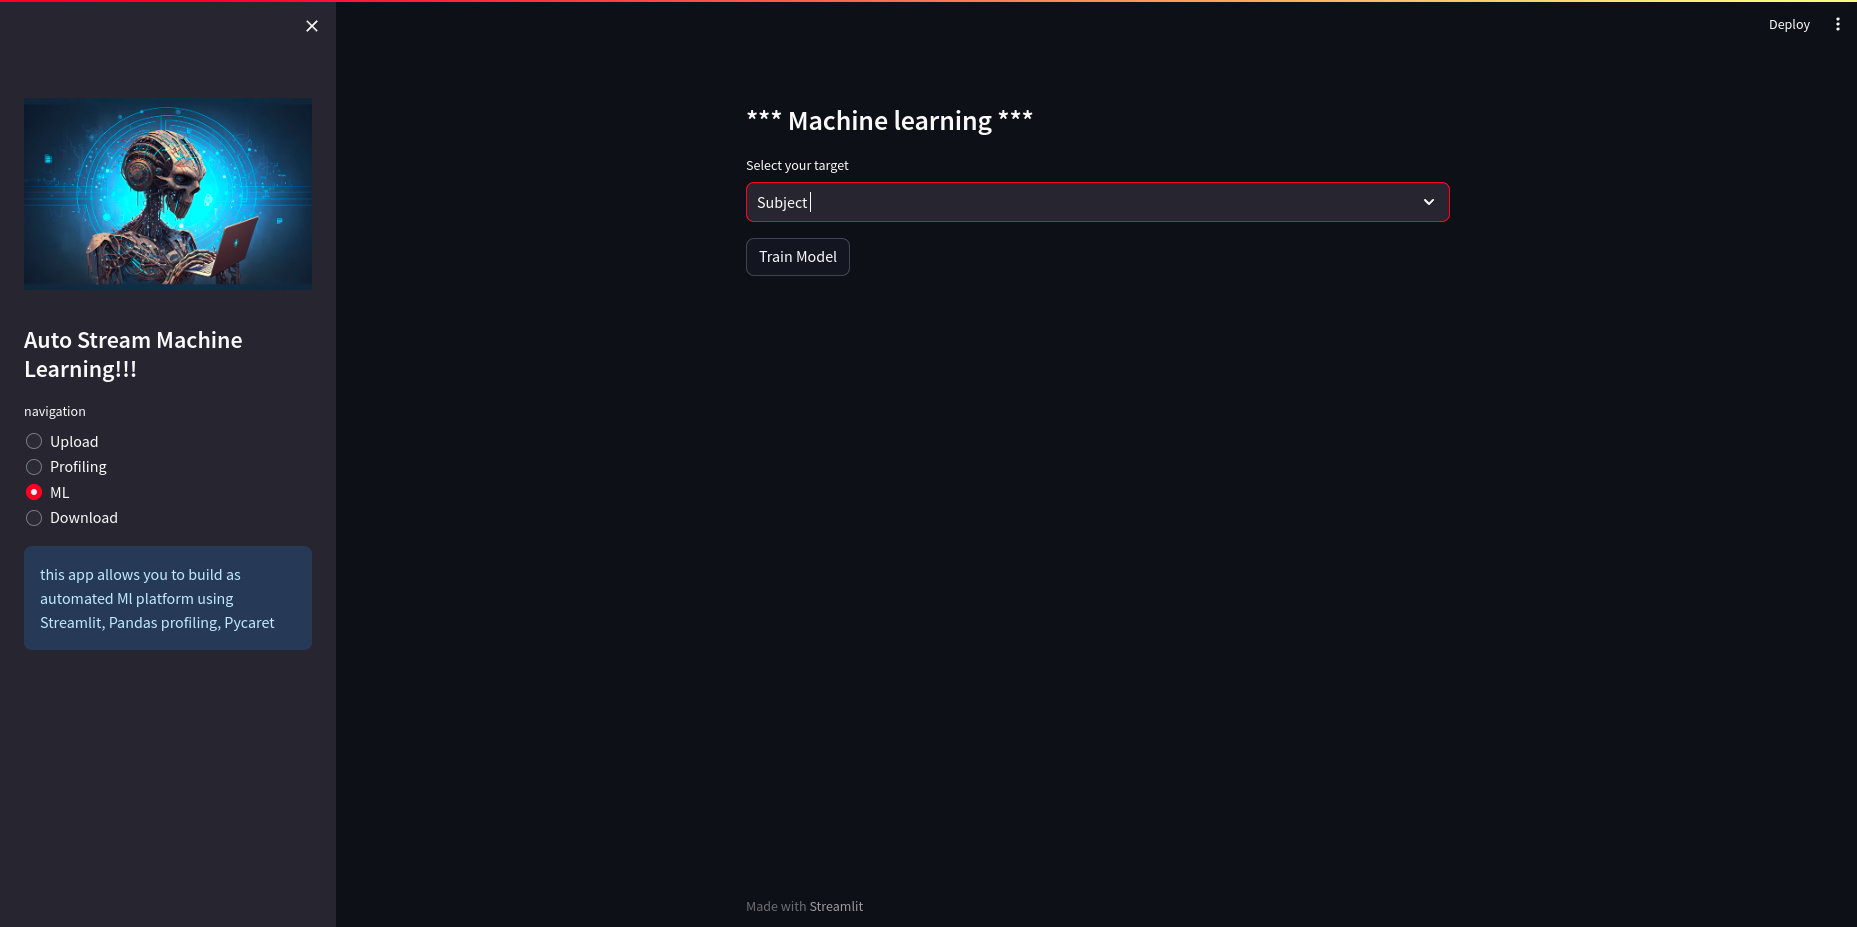 Deploy
Auto Stream Machine
Learning!!!
navigation
Upload
Profiling
ML
Download
this app allows you to build as
automated Ml platform using
Streamlit, Pandas profiling, Pycaret
*** Machine learning ***
Select your target
Subject
Train Model
Made with Streamlit